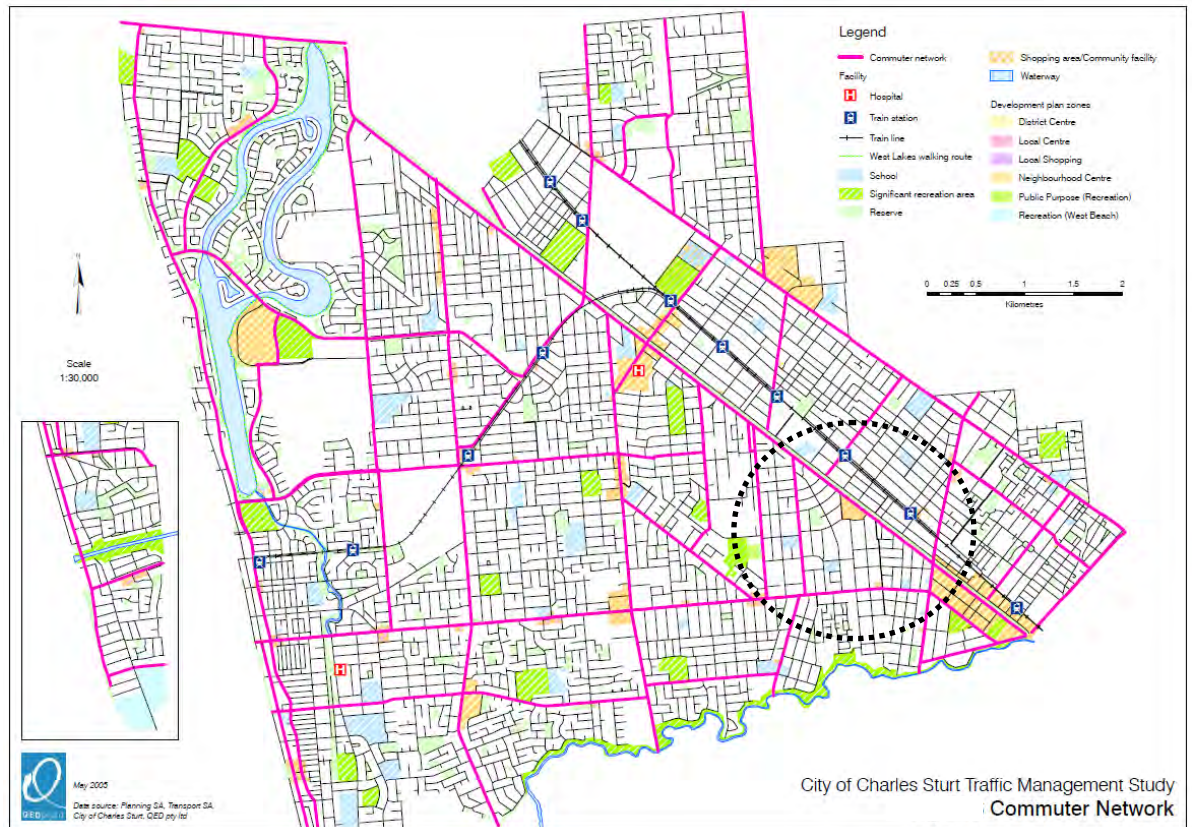 Legend
Commuter network
Facility
H
Hospital
Train station
Train line
West Lakes walking route
School
Significant recreation area
Reserve
Shopping area/Community facility
Waterway
Development plan zones
District Centre
Local Centre
Local Shopping
Neighbourhood Centre
Public Purpose (Recreation)
Recreation (West Beach)
0 0.25 0.5 1 1.5 2
Kilometres
Scale
1:30,000
H
H
May 2005
Data source: Planning SA, Transport SA,
City of Charles Sturt, QED pty ltd
City of Charles Sturt Traffic Management Study
Commuter Network